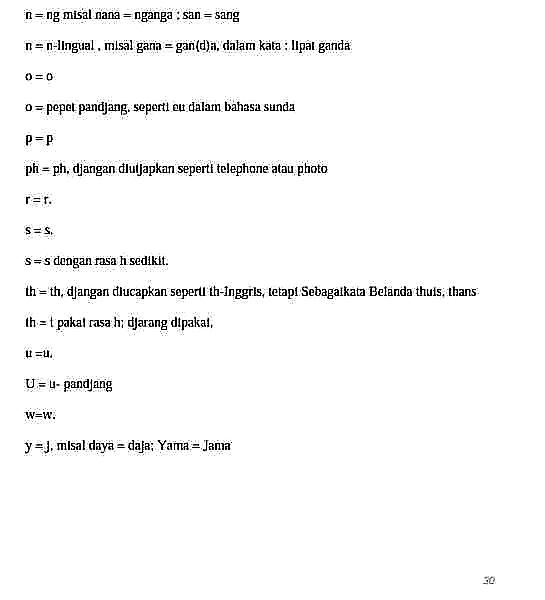 n = ng misal nana = nganga ; san = sang
n = n-lingual , misal gana = gan(d)a, dalam kata : lipat ganda
o = o
o = pepet pandjang, seperti eu dalam bahasa sunda
p = p
ph = ph, djangan diutjapkan seperti telephone atau photo
r = r.
s = s.
s = s dengan rasa h sedikit.
th = th, djangan diucapkan seperti th-Inggris, tetapi Sebagaikata Belanda thuis, thans
th = t pakai rasa h; djarang dipakai,
u =u.
U = u- pandjang
w=w.
y = j, misal daya = daja; Yama = Jama
30